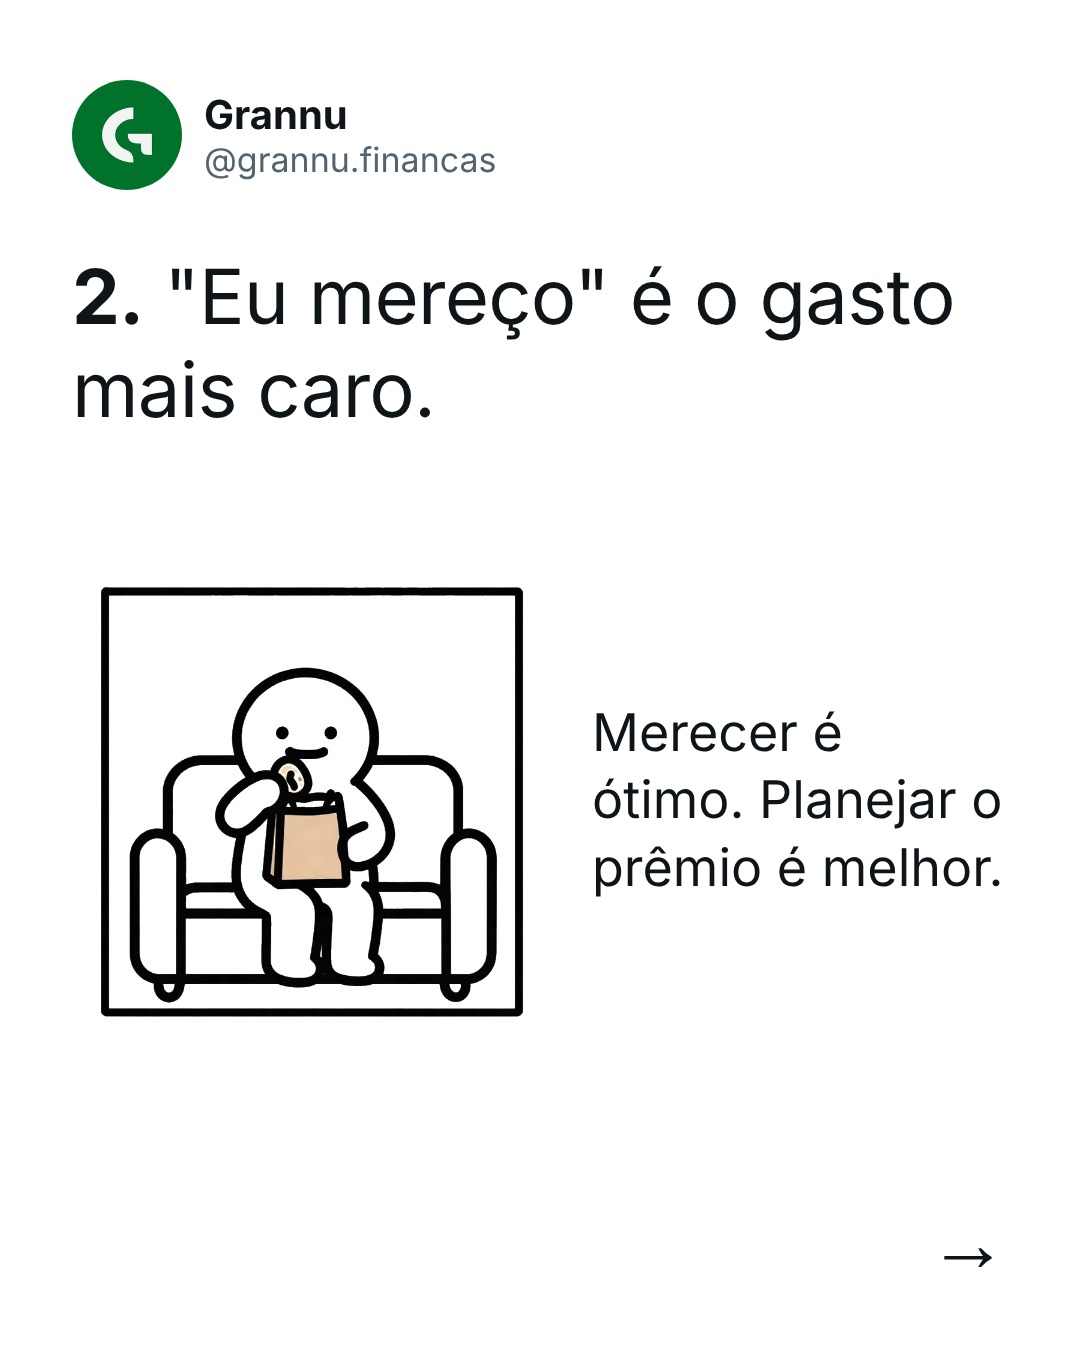 Grannu
@grannu.financas
2. "Eu mereço" é o gasto
mais caro.
Merecer é
ótimo. Planejar o
prêmio é melhor.
→